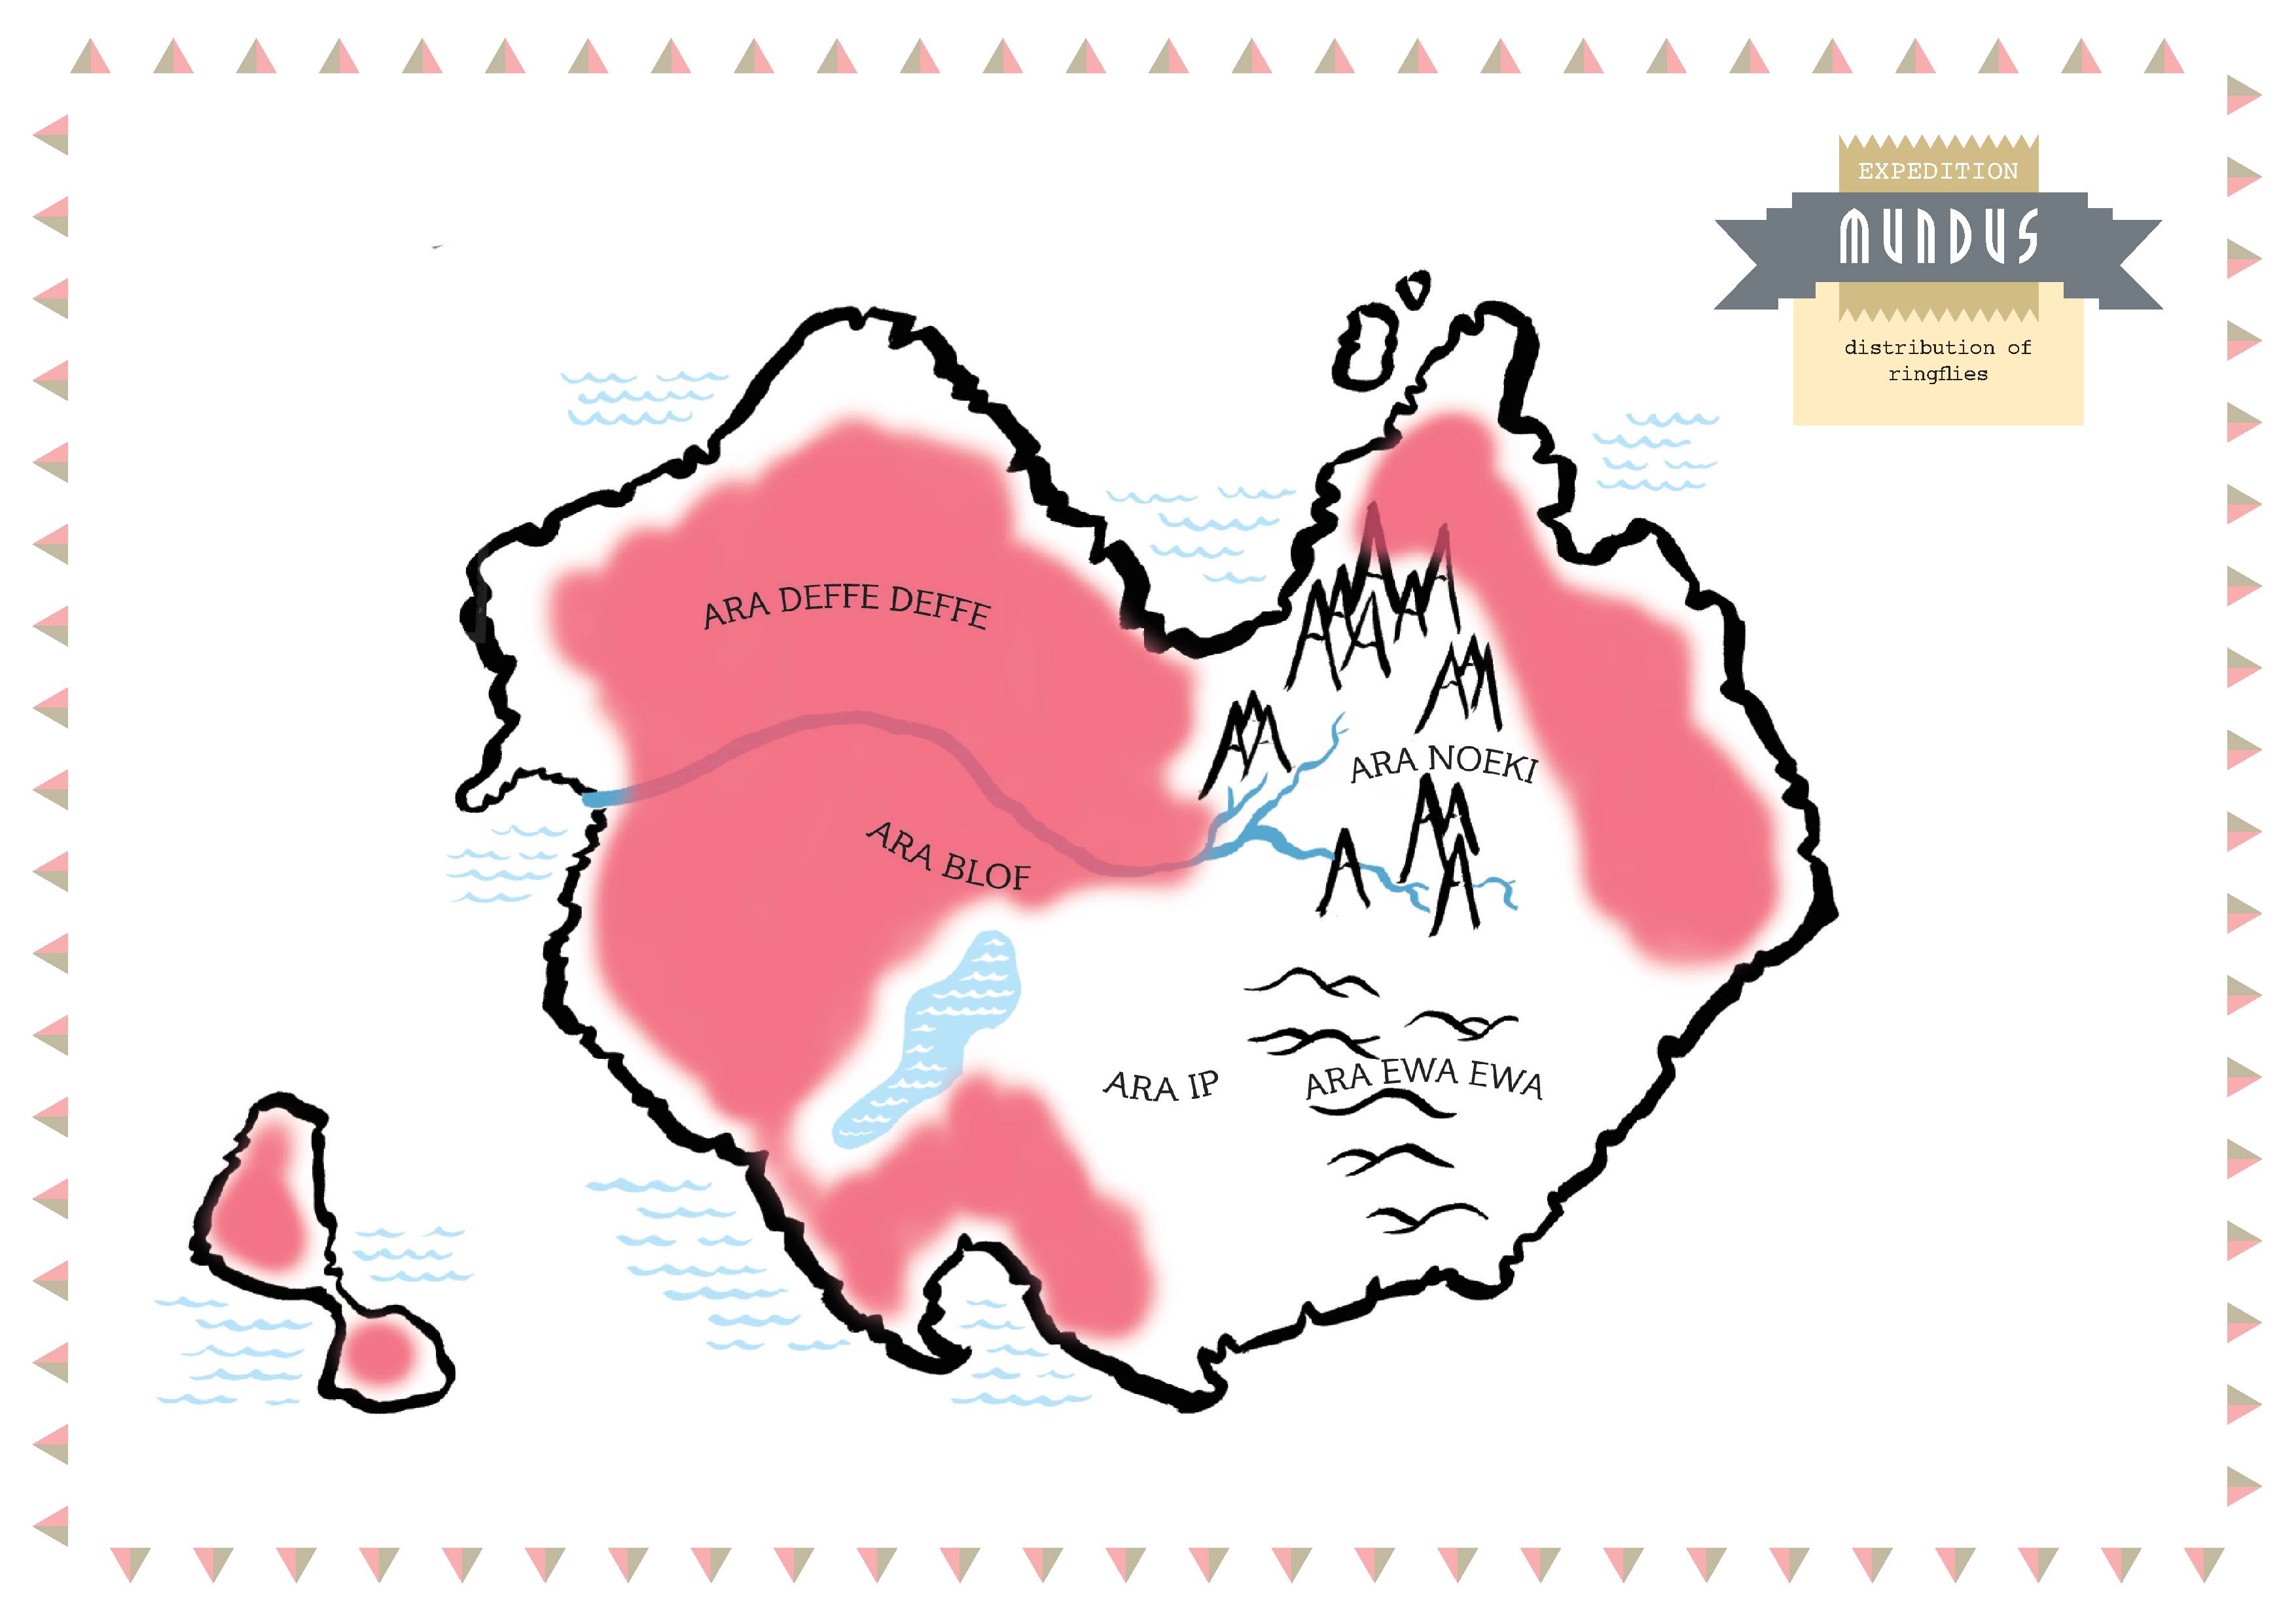 EXPEDITION
MUNDUS
distribution of
ringflies
ARA DEFFE DEFFE
ARA NOEKI
ARA BLOF
ARA IP
ARA EWA EWA